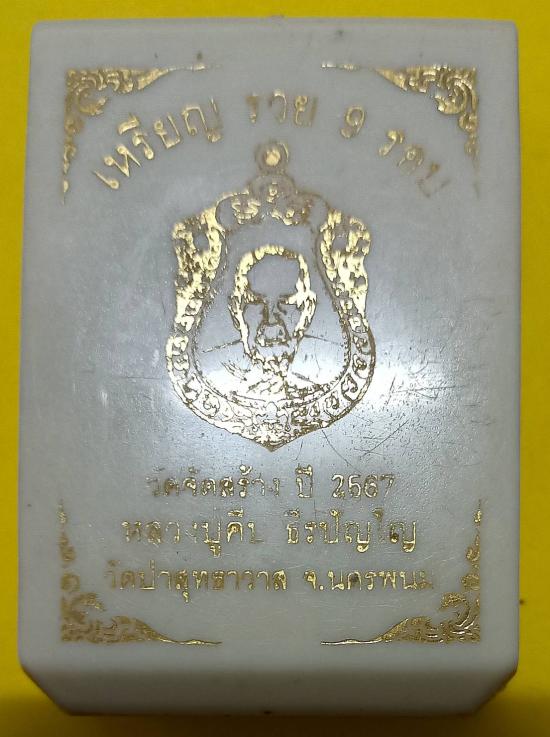 เหรียญ รวย ๑ รคบ
วัดจัดสร้าง ปี 2567
หลวงปู่คีบ ธีรปัญโญ
วัดป่าสุทธาวาส จ.นครพนม